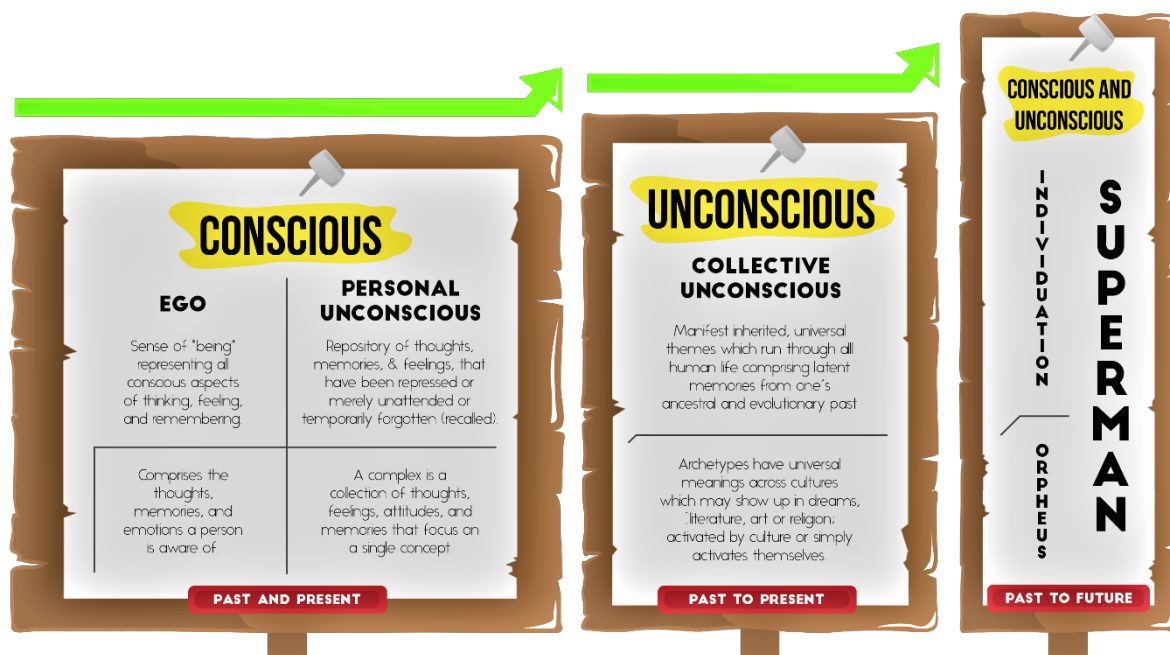 CONSCIOUS
EGO
Sense of "being"
representing all
conscious aspects
of thinking, feeling,
and remembering.
PERSONAL
UNCONSCIOUS
Repository of thoughts,
memories, & feelings, that
have been repressed or
merely unattended or
temporarily forgotten (recalled).
Comprises the
thoughts,
memories, and
emotions a person
is aware of.
A complex is a
collection of thoughts,
feelings, attitudes, and
memories that focus on
a single concept
PAST AND PRESENT
UNCONSCIOUS
COLLECTIVE
UNCONSCIOUS
Manifest inherited, universal
themes which run through all
human life comprising latent
memories from one's
ancestral and evolutionary past
Archetypes have universal
meanings across cultures
which may show up in dreams,
literature, art or religion;
activated by culture or simply
activates themselves.
PAST TO PRESENT
CONSCIOUS AND
UNCONSCIOUS
INDIVIDUATION
ORPHEUS
SUPERMAN
PAST TO FUTURE